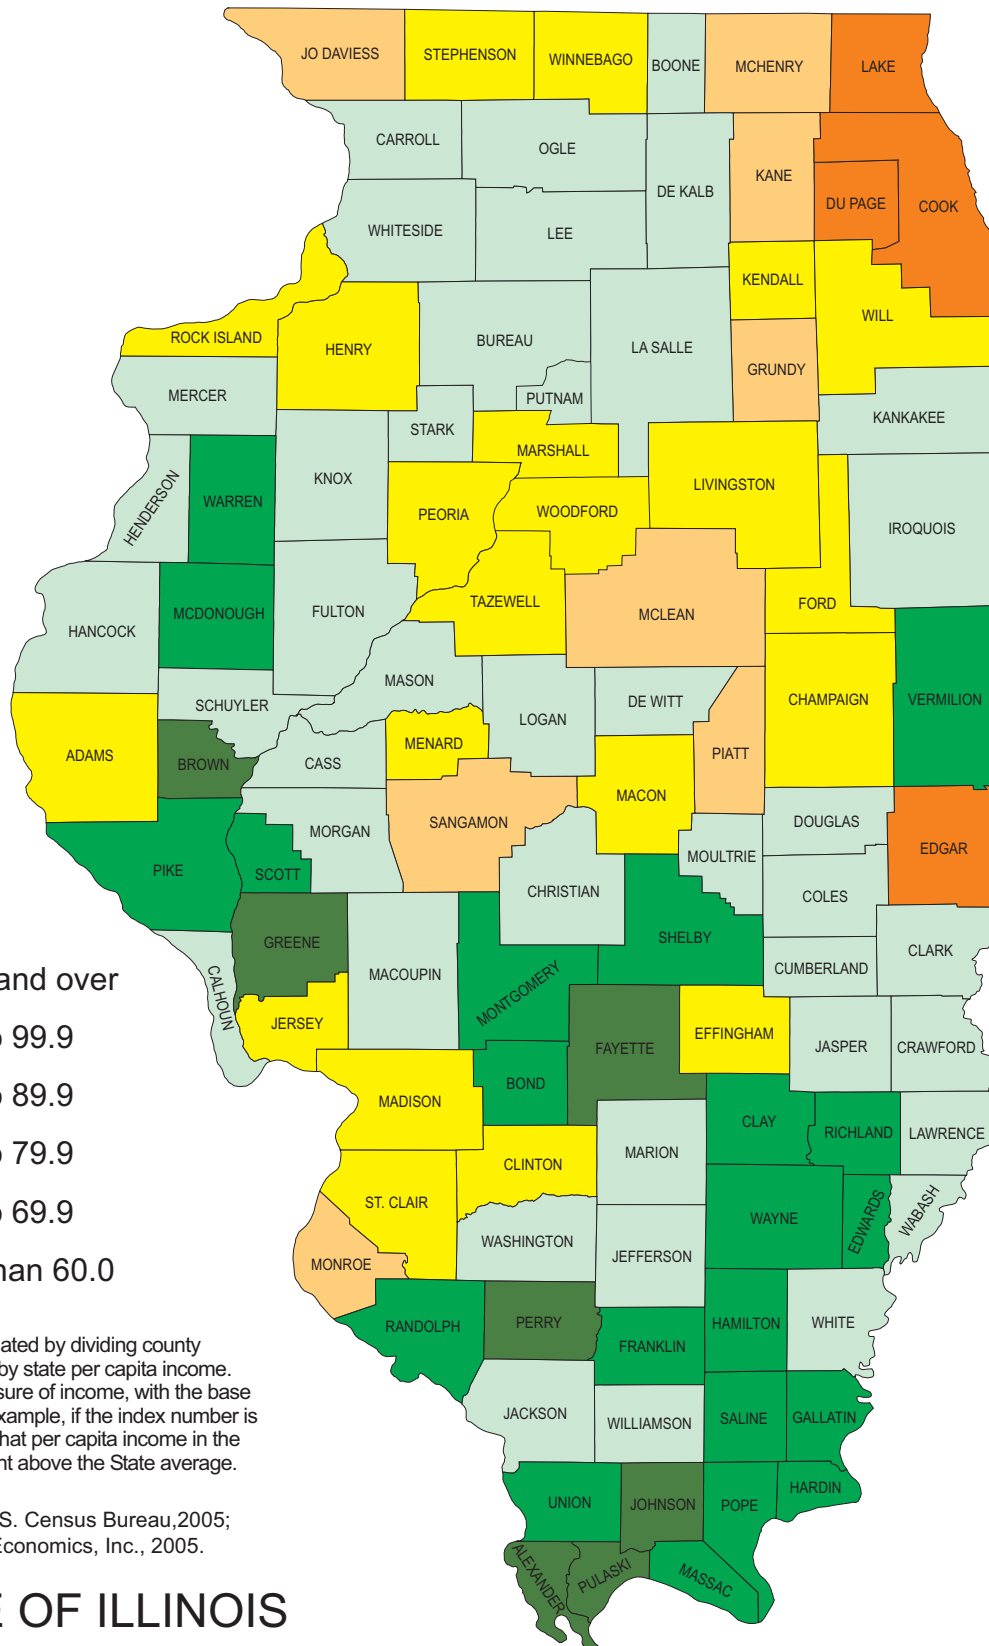 JO DAVIESS
STEPHENSON
WINNEBAGO
BOONE
MCHENRY
LAKE
CARROLL
OGLE
DE KALB
KANE
DU PAGE
COOK
WHITESIDE
LEE
KENDALL
WILL
ROCK ISLAND
HENRY
BUREAU
LA SALLE
GRUNDY
MERCER
PUTNAM
KANKAKEE
STARK
MARSHALL
HENDERSON
WARREN
KNOX
PEORIA
WOODFORD
LIVINGSTON
IROQUOIS
HANCOCK
MCDONOUGH
FULTON
TAZEWELL
MCLEAN
FORD
SCHUYLER
MASON
LOGAN
DE WITT
CHAMPAIGN
VERMILION
ADAMS
BROWN
CASS
MENARD
PIATT
MACON
PIKE
SCOTT
MORGAN
SANGAMON
CHRISTIAN
MOULTRIE
DOUGLAS
EDGAR
COLES
GREENE
MACOUPIN
MONTGOMERY
SHELBY
CUMBERLAND
CLARK
CALHOUN
JERSEY
FAYETTE
EFFINGHAM
JASPER
CRAWFORD
MADISON
BOND
CLAY
RICHLAND
LAWRENCE
CLINTON
MARION
ST. CLAIR
WAYNE
EDWARDS
WABASH
MONROE
WASHINGTON
JEFFERSON
RANDOLPH
PERRY
FRANKLIN
HAMILTON
WHITE
JACKSON
WILLIAMSON
SALINE
GALLATIN
UNION
JOHNSON
POPE
HARDIN
ALEXANDER
PULASKI
MASSAC
and over
99.9
89.9
79.9
69.9
han 60.0
ated by dividing county
by state per capita income.
sure of income, with the base
xample, if the index number is
hat per capita income in the
nt above the State average.
S. Census Bureau,2005;
Economics, Inc., 2005.
E OF ILLINOIS